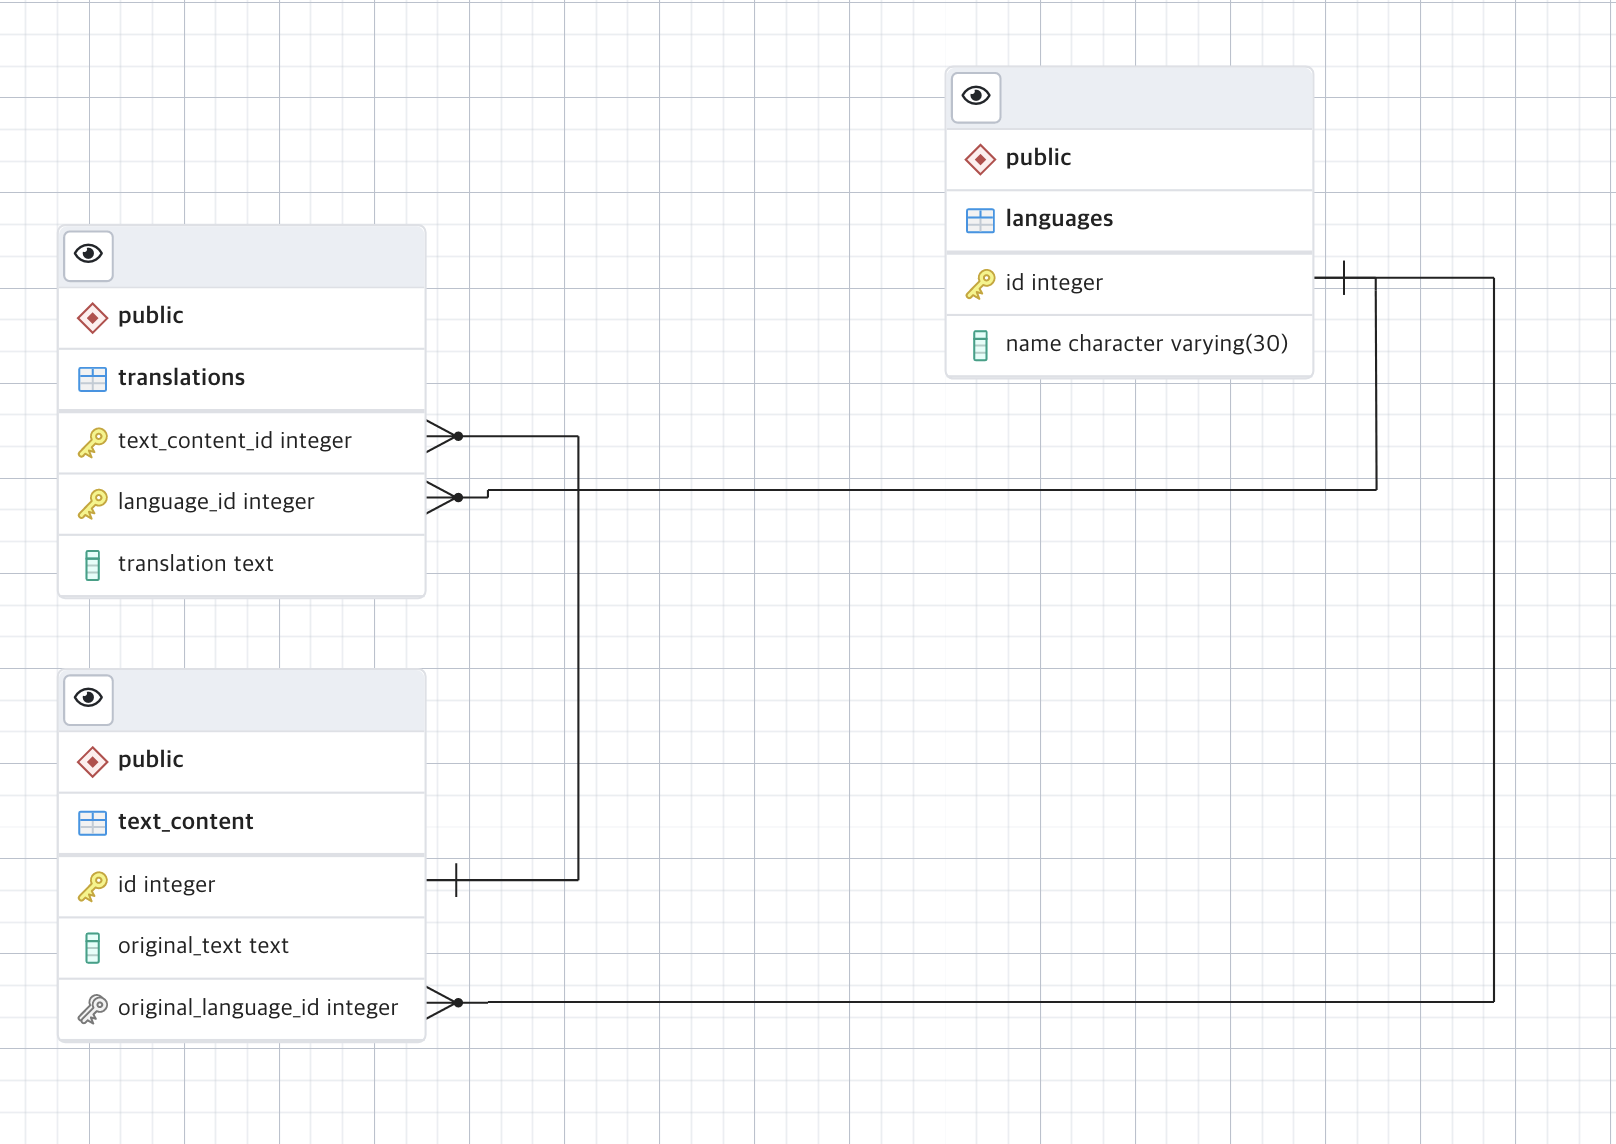 public
languages
id integer
name character varying(30)
public
translations
text_content_id integer
language_id integer
translation text
public
text_content
id integer
original_text text
original_language_id integer